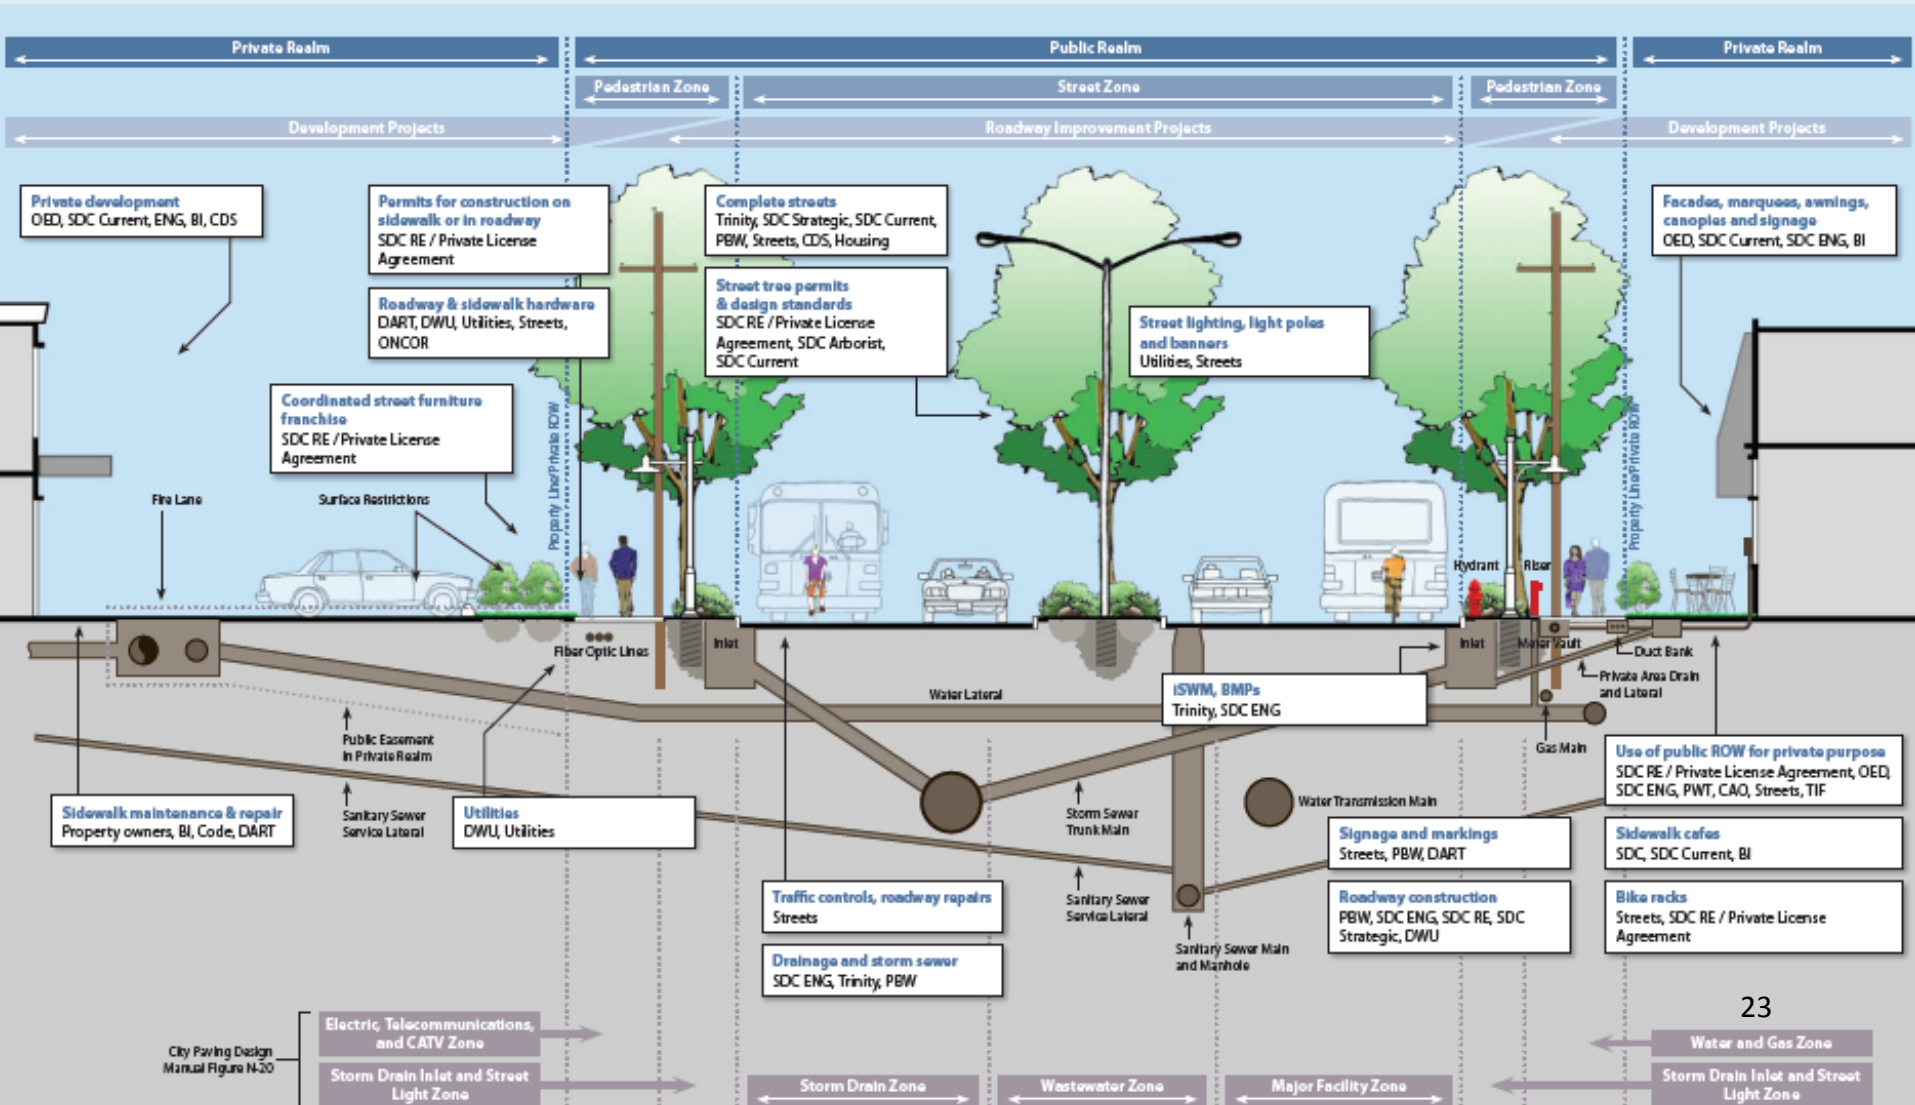 Private Realm
Public Realm
Private Realm
Pedestrian Zone
Street Zone
Pedestrian Zone
Development Projects
Roadway Improvement Projects
Development Projects
Private development
OED, SDC Current, ENG, BI, CDS
Permits for construction on
sidewalk or in roadway
SDC RE / Private License
Agreement
Roadway & sidewalk hardware
DART, DWU, Utilities, Streets,
ONCOR
Complete streets
Trinity, SDC Strategic, SDC Current,
PBW, Streets, CDS, Housing
Street tree permits
& design standards
SDC RE / Private License
Agreement, SDC Arborist,
SDC Current
Street lighting, light poles
and banners
Utilities, Streets
Facades, marquees, awnings,
canopies and signage
OED, SDC Current, SDC ENG, BI
Coordinated street furniture
franchise
SDC RE / Private License
Agreement
Property Line/Private ROW
Property Line/Private ROW
Fire Lane
Surface Restrictions
Hydrant
Riser
Fiber Optic Lines
Inlet
Inlet
Meter Vault
Duct Bank
Private Area Drain
and Lateral
Water Lateral
iSWM, BMPs
Trinity, SDC ENG
Gas Main
Public Easement
in Private Realm
Sanitary Sewer
Service Lateral
Sidewalk maintenance & repair
Property owners, BI, Code, DART
Utilities
DWU, Utilities
Storm Sewer
Trunk Main
Water Transmission Main
Use of public ROW for private purpose
SDC RE / Private License Agreement, OED,
SDC ENG, PWT, CAO, Streets, TIF
Signage and markings
Streets, PBW, DART
Sidewalk cafes
SDC, SDC Current, BI
Traffic controls, roadway repairs
Streets
Sanitary Sewer
Service Lateral
Roadway construction
PBW, SDC ENG, SDC RE, SDC
Strategic, DWU
Bike racks
Streets, SDC RE / Private License
Agreement
Drainage and storm sewer
SDC ENG, Trinity, PBW
Sanitary Sewer Main
and Manhole
23
City Paving Design
Manual Figure N-20
Electric, Telecommunications,
and CATV Zone
Water and Gas Zone
Storm Drain Inlet and Street
Light Zone
Storm Drain Zone
Wastewater Zone
Major Facility Zone
Storm Drain Inlet and Street
Light Zone